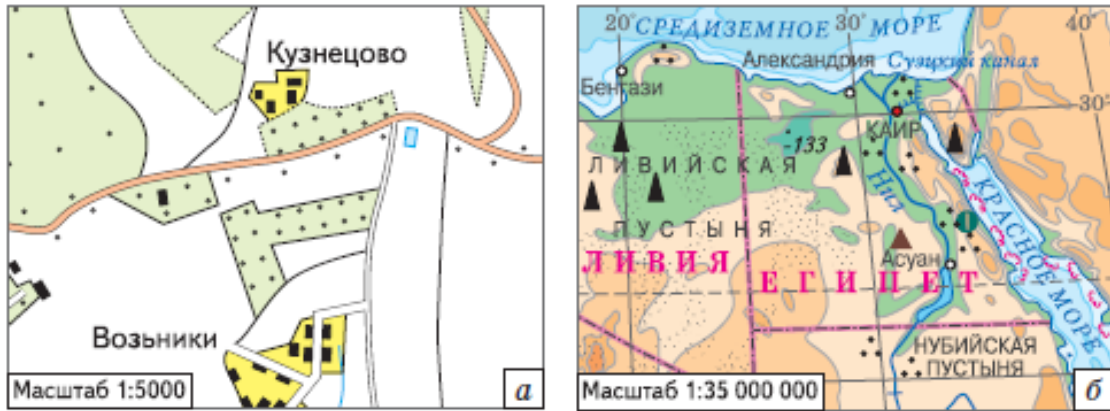 Кузнецово
Возьники
Масштаб 1:5000
а
20°
30°
40°
СРЕДИЗЕМНОЕ МОРЕ
Александрия
Суэцкий канал
Бенгази
30°
КАИР
-133
ЛИВИЙСКАЯ
ПУСТЫНЯ
Нил
КРАСНОЕ МОРЕ
Асуан
ЛИВИЯ
ЕГИПЕТ
НУБИЙСКАЯ
ПУСТЫНЯ
Масштаб 1:35 000 000
б